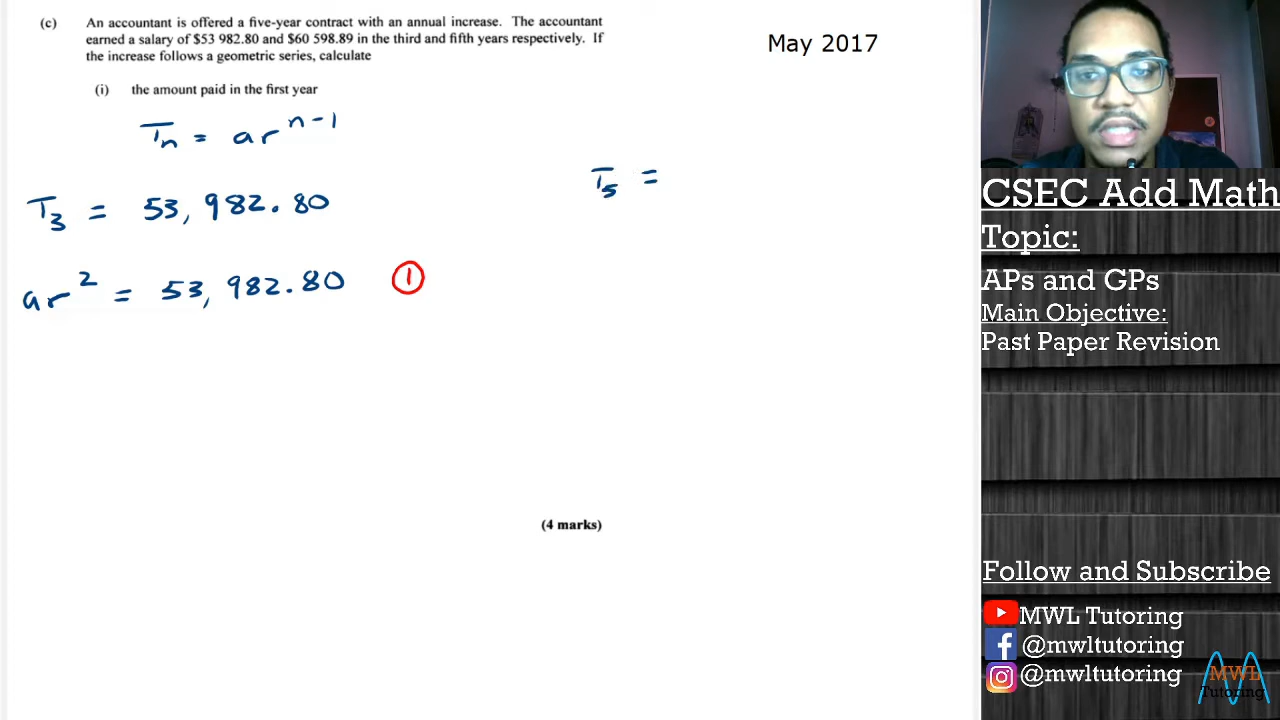 (c) An accountant is offered a five-year contract with an annual increase. The accountant
earned a salary of $53 982.80 and $60 598.89 in the third and fifth years respectively. If
the increase follows a geometric series, calculate
May 2017
(i) the amount paid in the first year
Tn = ar^(n-1)
T3 = 53,982.80
T5 =
ar^2 = 53,982.80 ①
(4 marks)
CSEC Add Math
Topic:
APs and GPs
Main Objective:
Past Paper Revision
Follow and Subscribe
MWL Tutoring
@mwltutoring
@mwltutoring
MWL
Tutoring